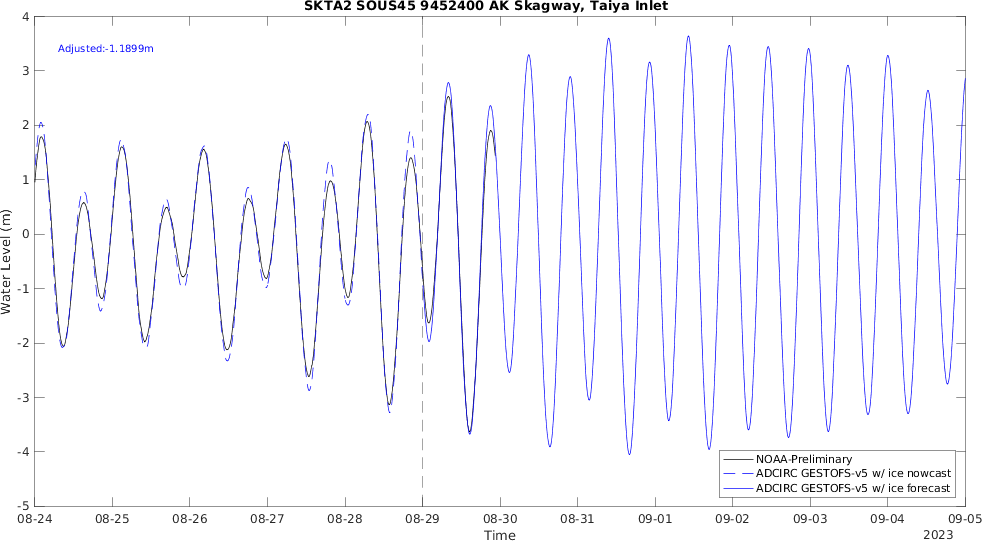 SKTA2 SOUS45 9452400 AK Skagway, Taiya Inlet
Adjusted:-1.1899m
Water Level (m)
4
3
2
1
0
-1
-2
-3
-4
-5
NOAA-Preliminary
ADCIRC GESTOFS-v5 w/ ice nowcast
ADCIRC GESTOFS-v5 w/ ice forecast
08-24 08-25 08-26 08-27 08-28 08-29 08-30 08-31 09-01 09-02 09-03 09-04 09-05
Time
2023